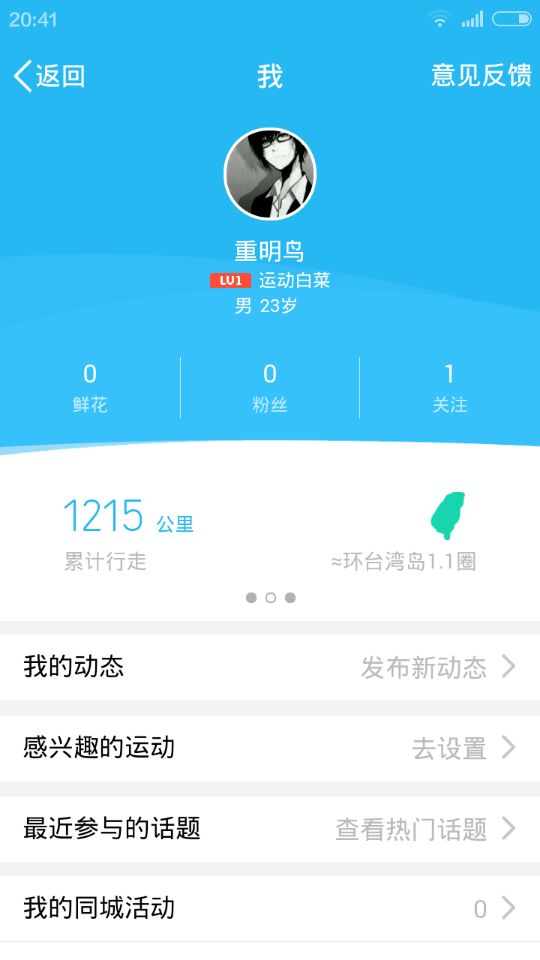 20:41
返回 我 意见反馈
重明鸟
LV1 运动白菜
男 23岁
0 0 1
鲜花 粉丝 关注
1215 公里
累计行走 ≈环台湾岛1.1圈
我的动态 发布新动态
感兴趣的运动 去设置
最近参与的话题 查看热门话题
我的同城活动 0